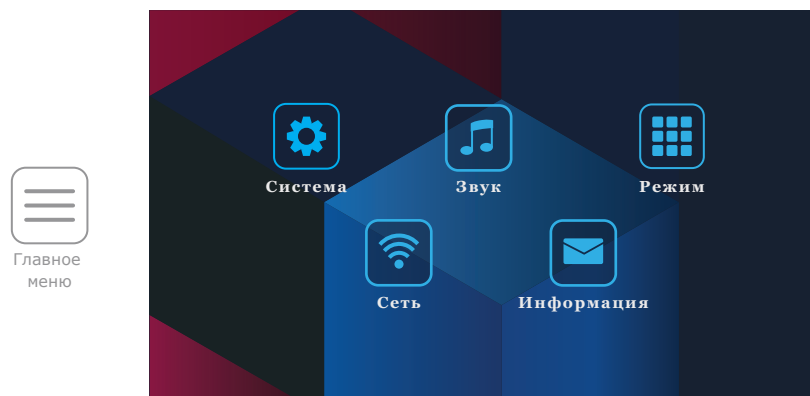 Система
Звук
Режим
Главное
меню
Сеть
Информация